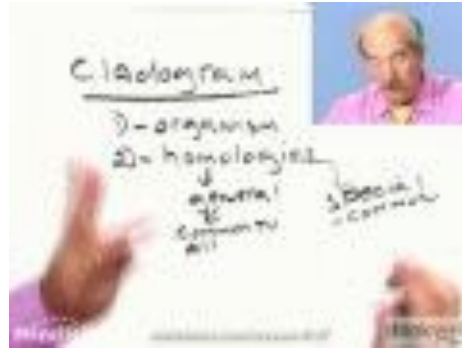 Cladogram
1) - organism
2) - homologies
general
common to
all
special
- common